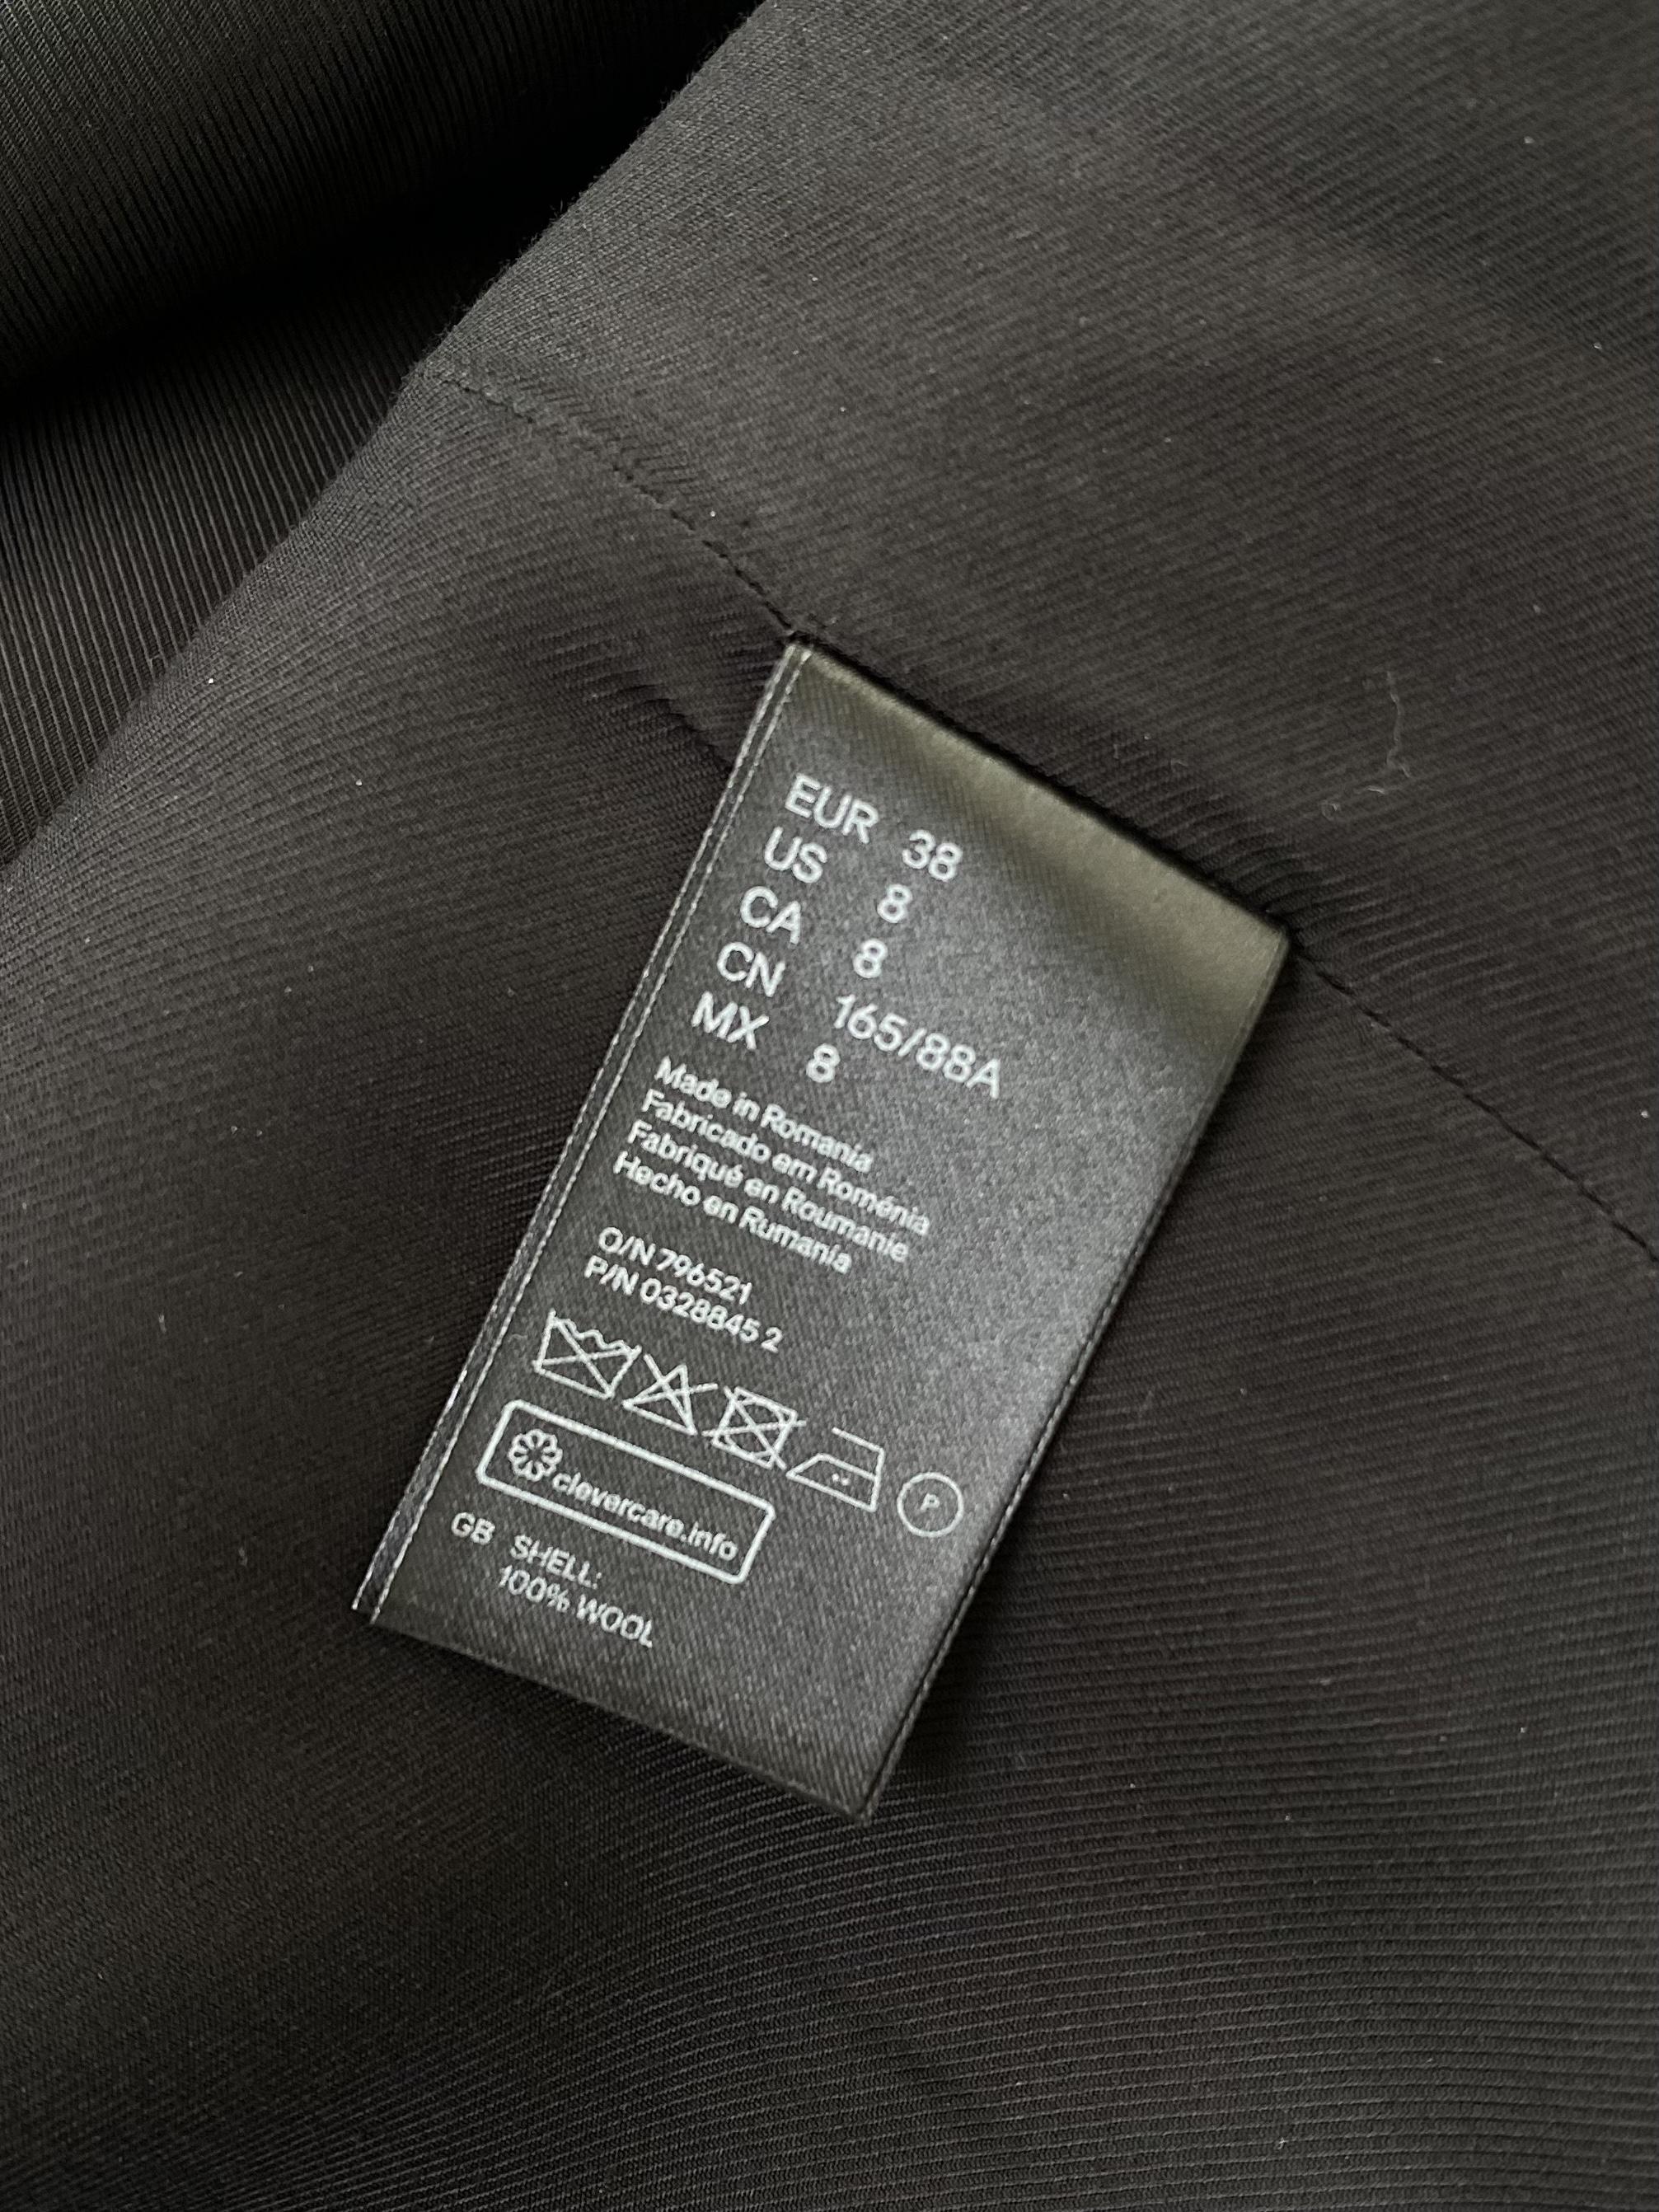 EUR 38
US 8
CA 8
CN 165/88A
MX 8
Made in Romania
Fabricado em Roménia
Fabriqué en Roumanie
Hecho en Rumanía
O/N 796521
P/N 0328845 2
P
clevercare.info
GB SHELL:
100% WOOL